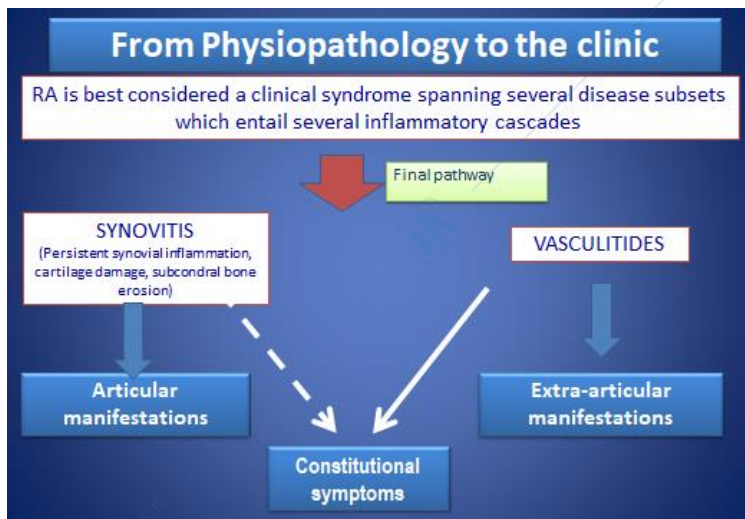 From Physiopathology to the clinic
RA is best considered a clinical syndrome spanning several disease subsets
which entail several inflammatory cascades
Final pathway
SYNOVITIS
(Persistent synovial inflammation,
cartilage damage, subcondral bone
erosion)
VASCULITIDES
Articular
manifestations
Extra-articular
manifestations
Constitutional
symptoms